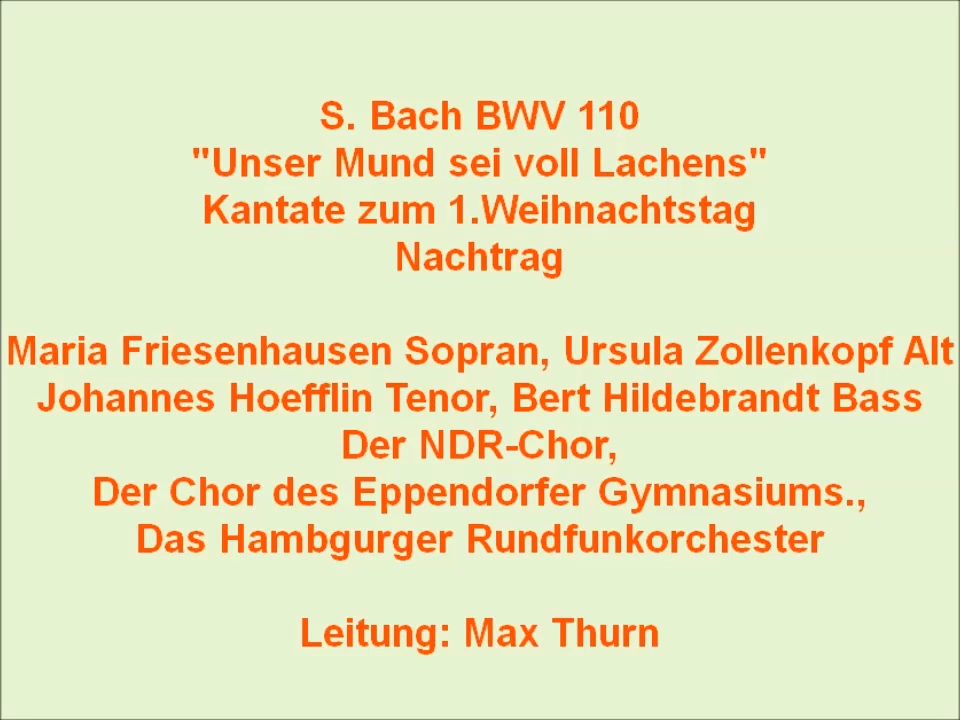 S. Bach BWV 110
"Unser Mund sei voll Lachens"
Kantate zum 1.Weihnachtstag
Nachtrag
Maria Friesenhausen Sopran, Ursula Zollenkopf Alt
Johannes Hoefflin Tenor, Bert Hildebrandt Bass
Der NDR-Chor,
Der Chor des Eppendorfer Gymnasiums.,
Das Hambgurger Rundfunkorchester
Leitung: Max Thurn